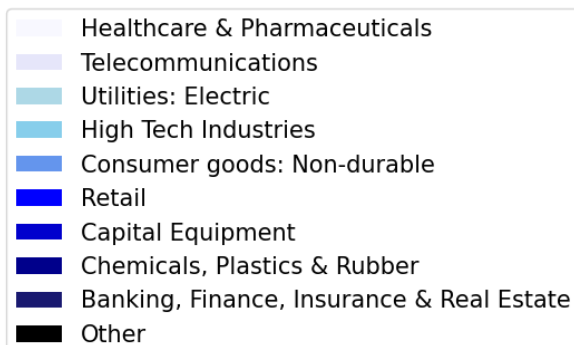 Healthcare & Pharmaceuticals
Telecommunications
Utilities: Electric
High Tech Industries
Consumer goods: Non-durable
Retail
Capital Equipment
Chemicals, Plastics & Rubber
Banking, Finance, Insurance & Real Estate
Other